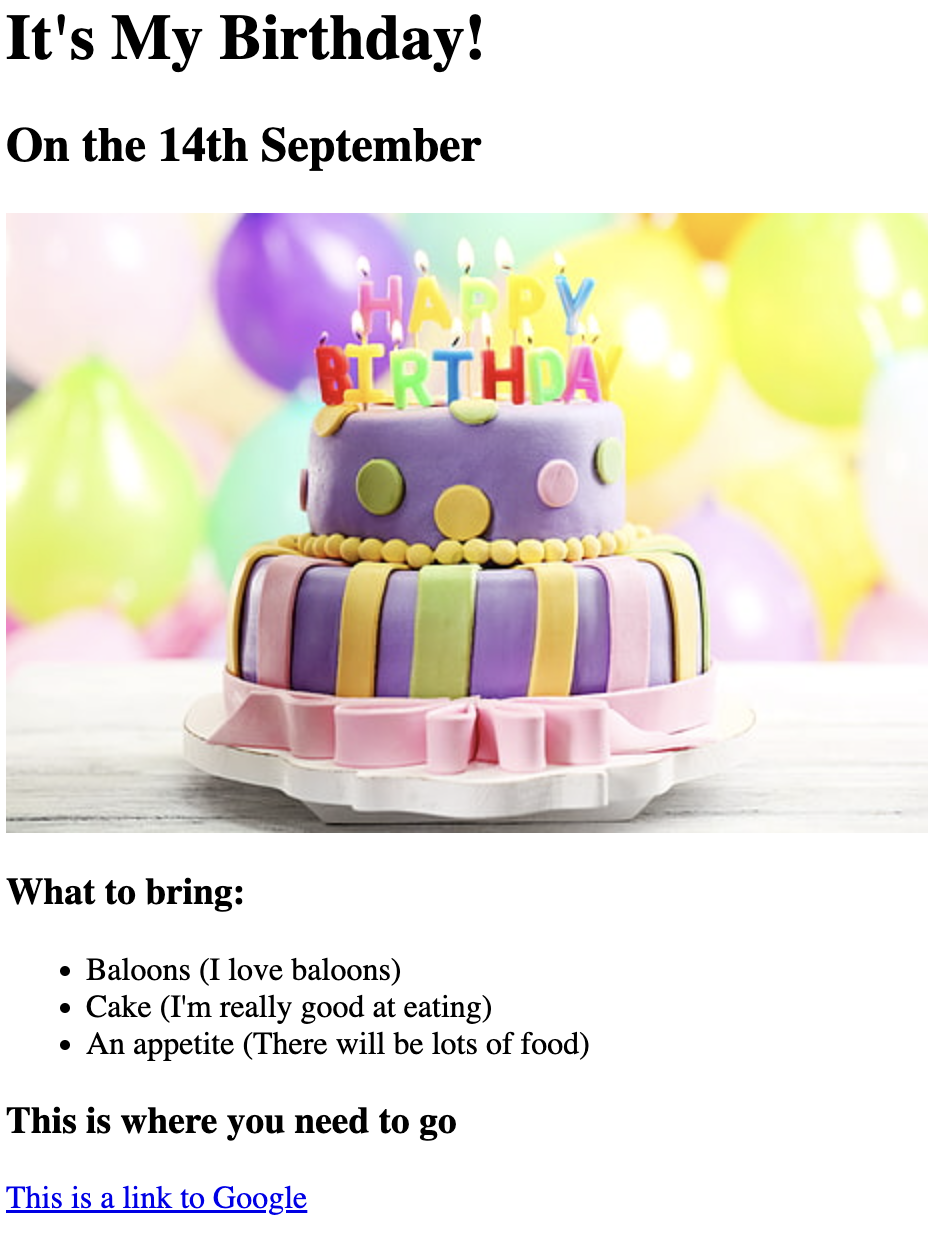 It's My Birthday!
On the 14th September
HAPPY
BIRTHDAY
What to bring:
Baloons (I love baloons)
Cake (I'm really good at eating)
An appetite (There will be lots of food)
This is where you need to go
This is a link to Google